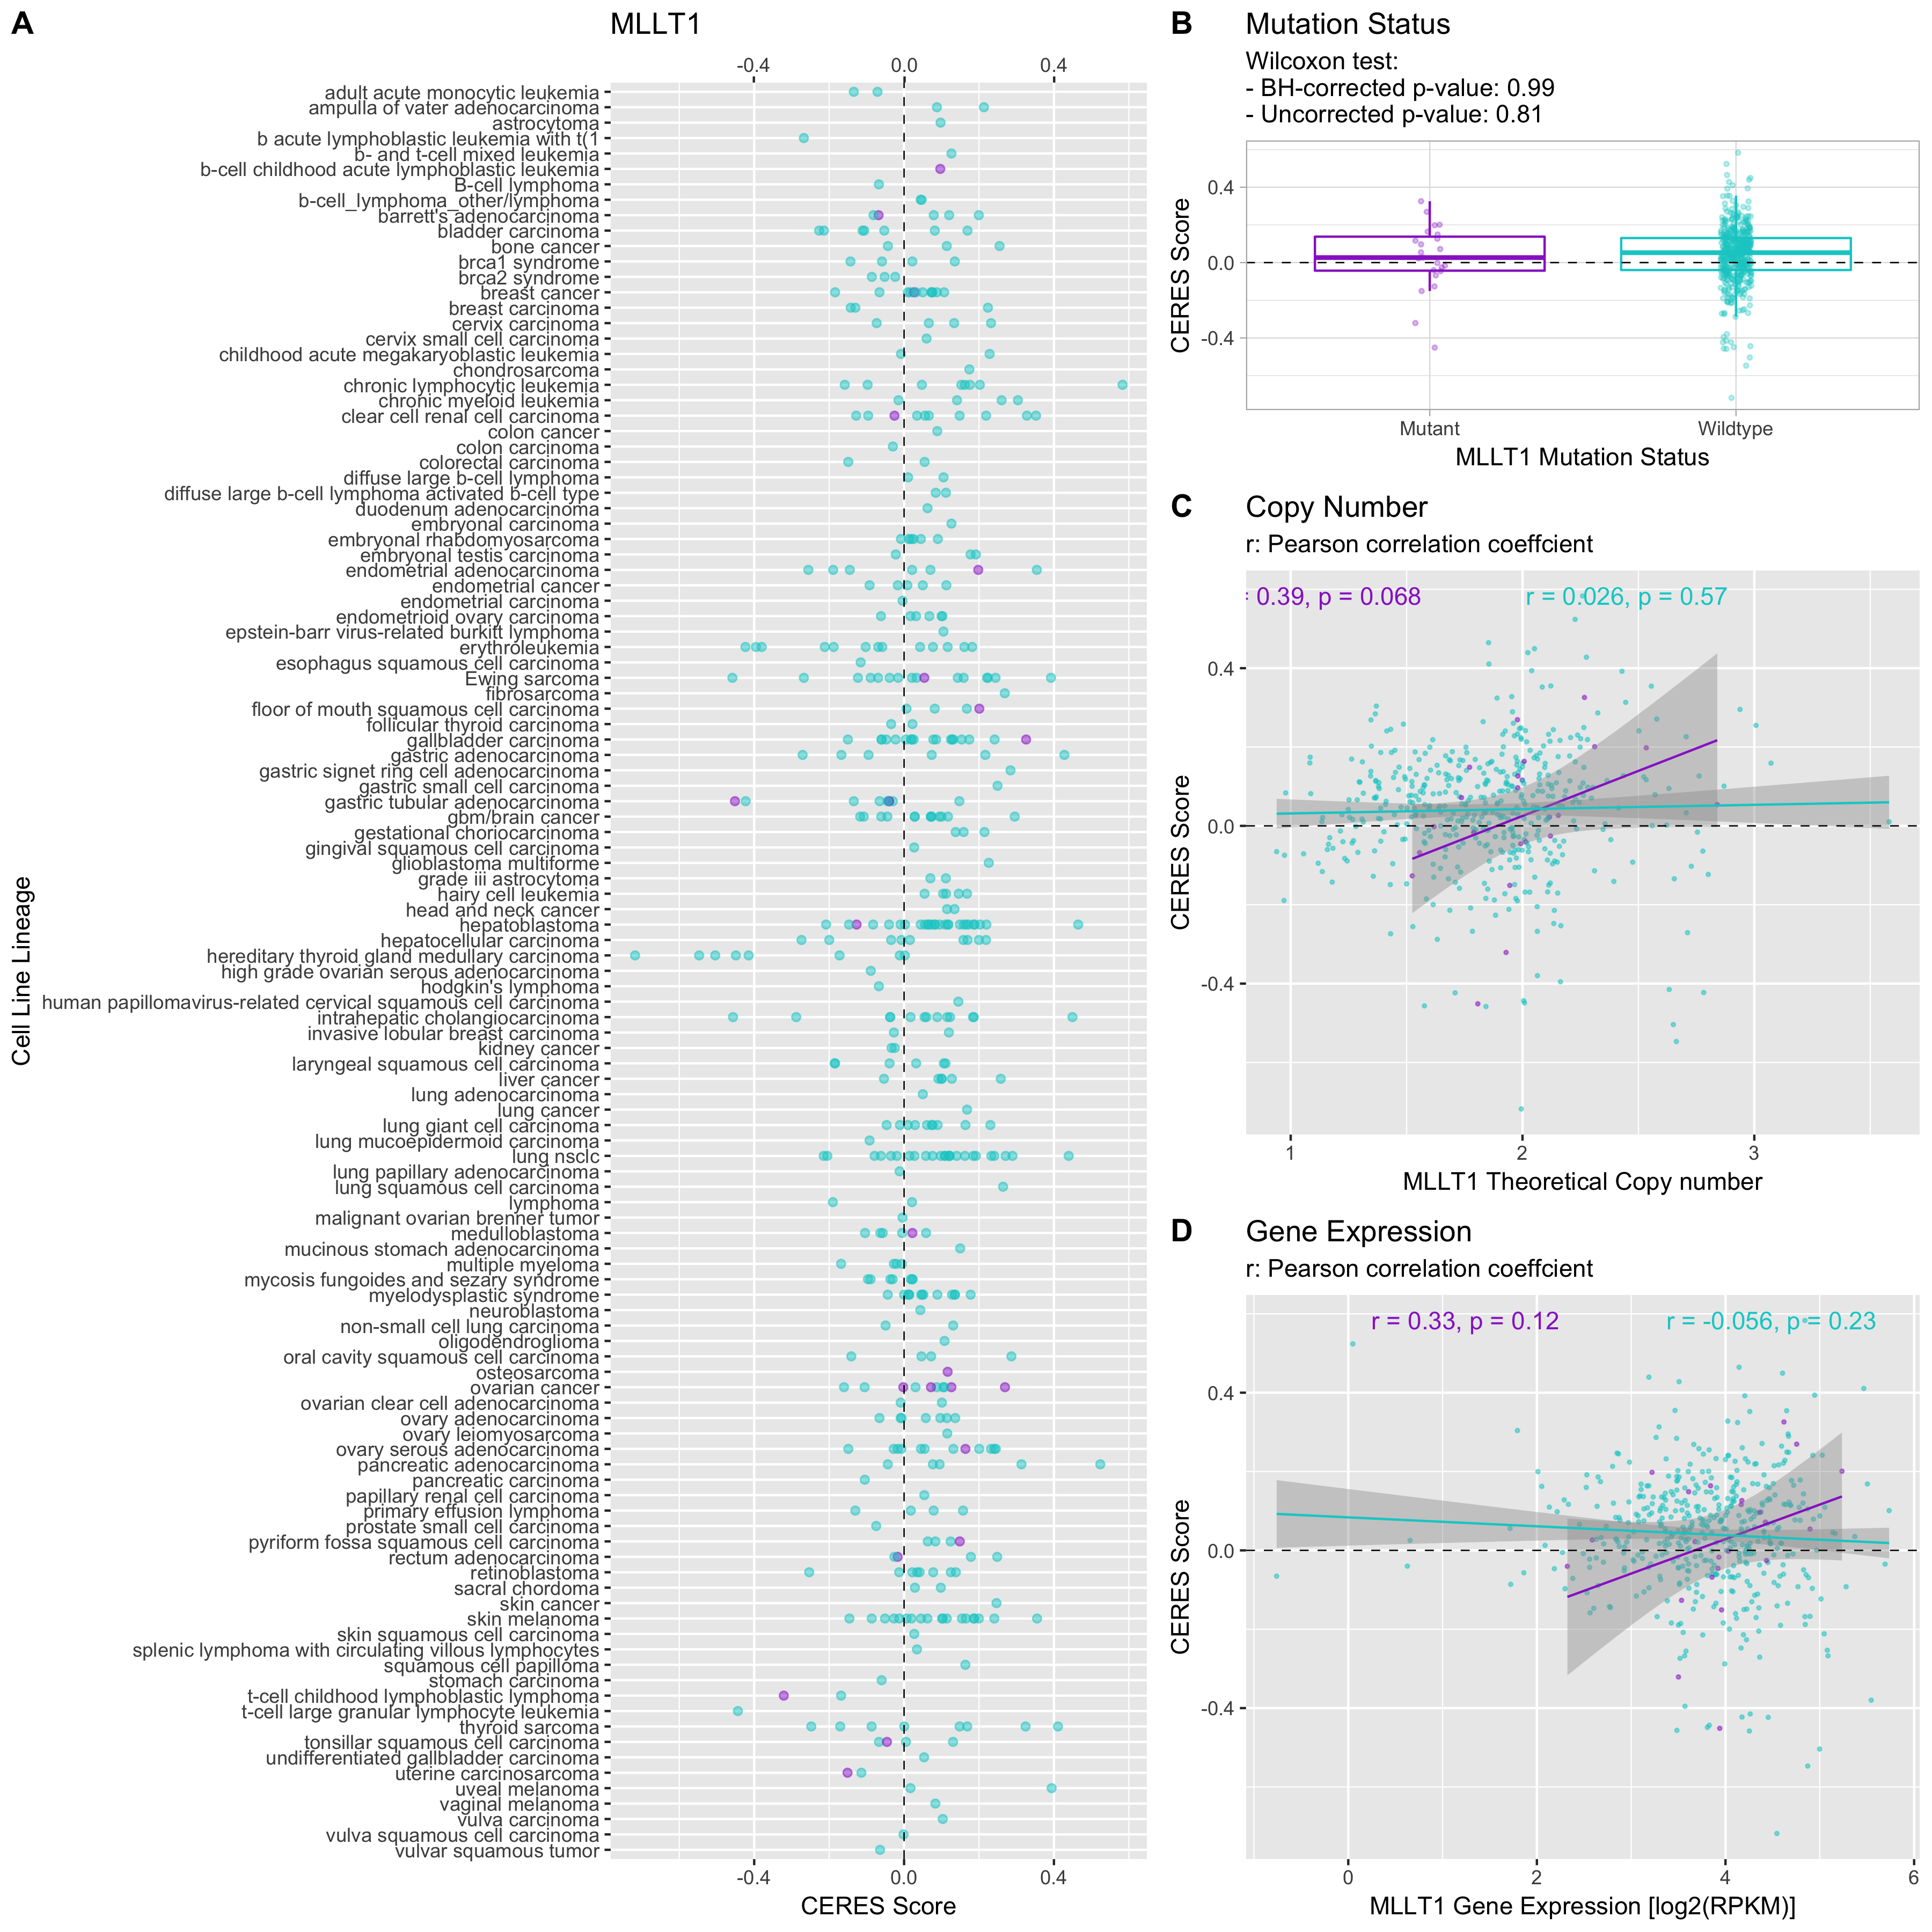 A
MLLT1
-0.4 0.0 0.4
adult acute monocytic leukemia
ampulla of vater adenocarcinoma
astrocytoma
b acute lymphoblastic leukemia with t(1
b- and t-cell mixed leukemia
b-cell childhood acute lymphoblastic leukemia
B-cell lymphoma
b-cell_lymphoma_other/lymphoma
barrett's adenocarcinoma
bladder carcinoma
bone cancer
brca1 syndrome
brca2 syndrome
breast cancer
breast carcinoma
cervix carcinoma
cervix small cell carcinoma
childhood acute megakaryoblastic leukemia
chondrosarcoma
chronic lymphocytic leukemia
chronic myeloid leukemia
clear cell renal cell carcinoma
colon cancer
colon carcinoma
colorectal carcinoma
diffuse large b-cell lymphoma
diffuse large b-cell lymphoma activated b-cell type
duodenum adenocarcinoma
embryonal carcinoma
embryonal rhabdomyosarcoma
embryonal testis carcinoma
endometrial adenocarcinoma
endometrial cancer
endometrial carcinoma
endometrioid ovary carcinoma
epstein-barr virus-related burkitt lymphoma
erythroleukemia
esophagus squamous cell carcinoma
Ewing sarcoma
fibrosarcoma
floor of mouth squamous cell carcinoma
follicular thyroid carcinoma
gallbladder carcinoma
gastric adenocarcinoma
gastric signet ring cell adenocarcinoma
gastric small cell carcinoma
gastric tubular adenocarcinoma
gbm/brain cancer
gestational choriocarcinoma
gingival squamous cell carcinoma
glioblastoma multiforme
grade iii astrocytoma
hairy cell leukemia
head and neck cancer
hepatoblastoma
hepatocellular carcinoma
hereditary thyroid gland medullary carcinoma
high grade ovarian serous adenocarcinoma
hodgkin's lymphoma
human papillomavirus-related cervical squamous cell carcinoma
intrahepatic cholangiocarcinoma
invasive lobular breast carcinoma
kidney cancer
laryngeal squamous cell carcinoma
liver cancer
lung adenocarcinoma
lung cancer
lung giant cell carcinoma
lung mucoepidermoid carcinoma
lung nsclc
lung papillary adenocarcinoma
lung squamous cell carcinoma
lymphoma
malignant ovarian brenner tumor
medulloblastoma
mucinous stomach adenocarcinoma
multiple myeloma
mycosis fungoides and sezary syndrome
myelodysplastic syndrome
neuroblastoma
non-small cell lung carcinoma
oligodendroglioma
oral cavity squamous cell carcinoma
osteosarcoma
ovarian cancer
ovarian clear cell adenocarcinoma
ovary adenocarcinoma
ovary leiomyosarcoma
ovary serous adenocarcinoma
pancreatic adenocarcinoma
pancreatic carcinoma
papillary renal cell carcinoma
primary effusion lymphoma
prostate small cell carcinoma
pyriform fossa squamous cell carcinoma
rectum adenocarcinoma
retinoblastoma
sacral chordoma
skin cancer
skin melanoma
skin squamous cell carcinoma
splenic lymphoma with circulating villous lymphocytes
squamous cell papilloma
stomach carcinoma
t-cell childhood lymphoblastic lymphoma
t-cell large granular lymphocyte leukemia
thyroid sarcoma
tonsillar squamous cell carcinoma
undifferentiated gallbladder carcinoma
uterine carcinosarcoma
uveal melanoma
vaginal melanoma
vulva carcinoma
vulva squamous cell carcinoma
vulvar squamous tumor
-0.4 0.0 0.4
CERES Score
Cell Line Lineage
B
Mutation Status
Wilcoxon test:
- BH-corrected p-value: 0.99
- Uncorrected p-value: 0.81
0.4
0.0
-0.4
CERES Score
Mutant Wildtype
MLLT1 Mutation Status
C
Copy Number
r: Pearson correlation coeffcient
: 0.39, p = 0.068 r = 0.026, p = 0.57
0.4
0.0
-0.4
CERES Score
1 2 3
MLLT1 Theoretical Copy number
D
Gene Expression
r: Pearson correlation coeffcient
r = 0.33, p = 0.12 r = -0.056, p = 0.23
0.4
0.0
-0.4
CERES Score
0 2 4 6
MLLT1 Gene Expression [log2(RPKM)]